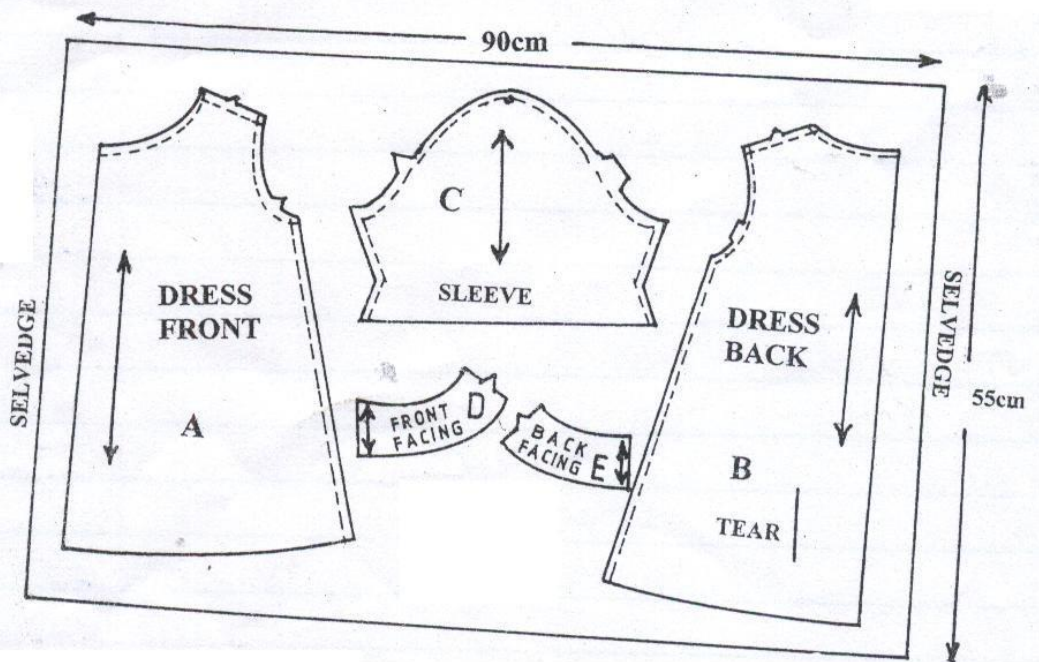 90cm
C
SLEEVE
DRESS
FRONT
A
SELVEDGE
FRONT
FACING
D
BACK
FACING
E
DRESS
BACK
B
TEAR
SELVEDGE
55cm